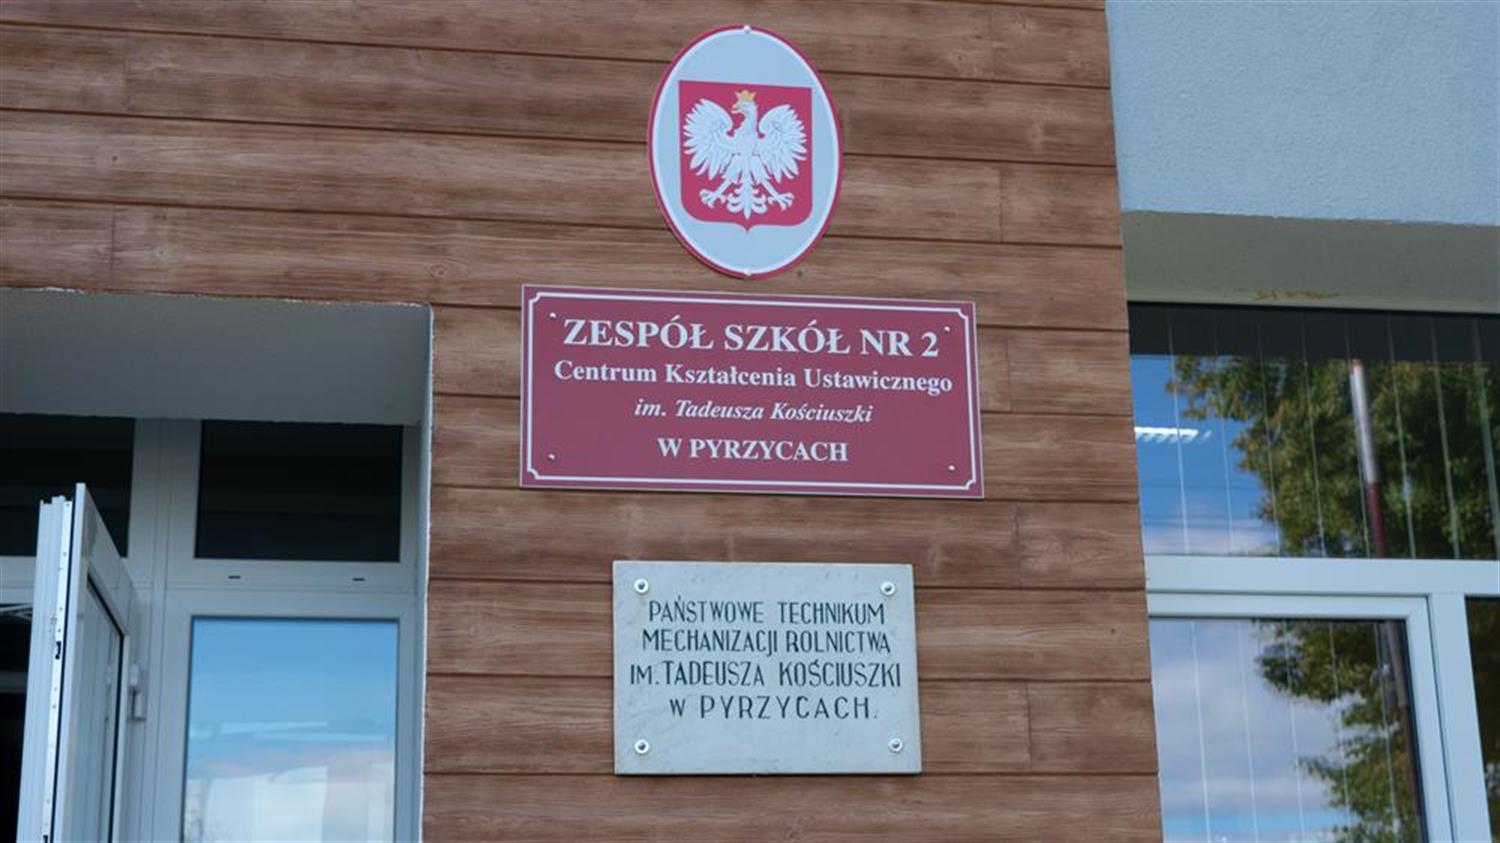 ZESPÓŁ SZKÓŁ NR 2
Centrum Kształcenia Ustawicznego
im. Tadeusza Kościuszki
W PYRZYCACH
PAŃSTWOWE TECHNIKUM
MECHANIZACJI ROLNICTWA
IM. TADEUSZA KOŚCIUSZKI
W PYRZYCACH.